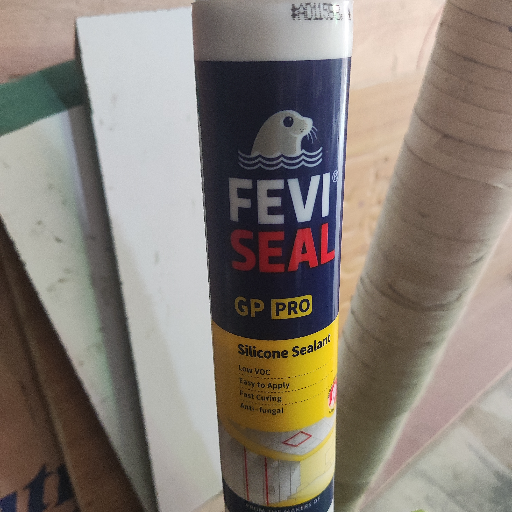 FEVI
SEAL
GP PRO
Silicone Sealant
Low VOC
Easy to Apply
Fast Curing
Anti-fungal